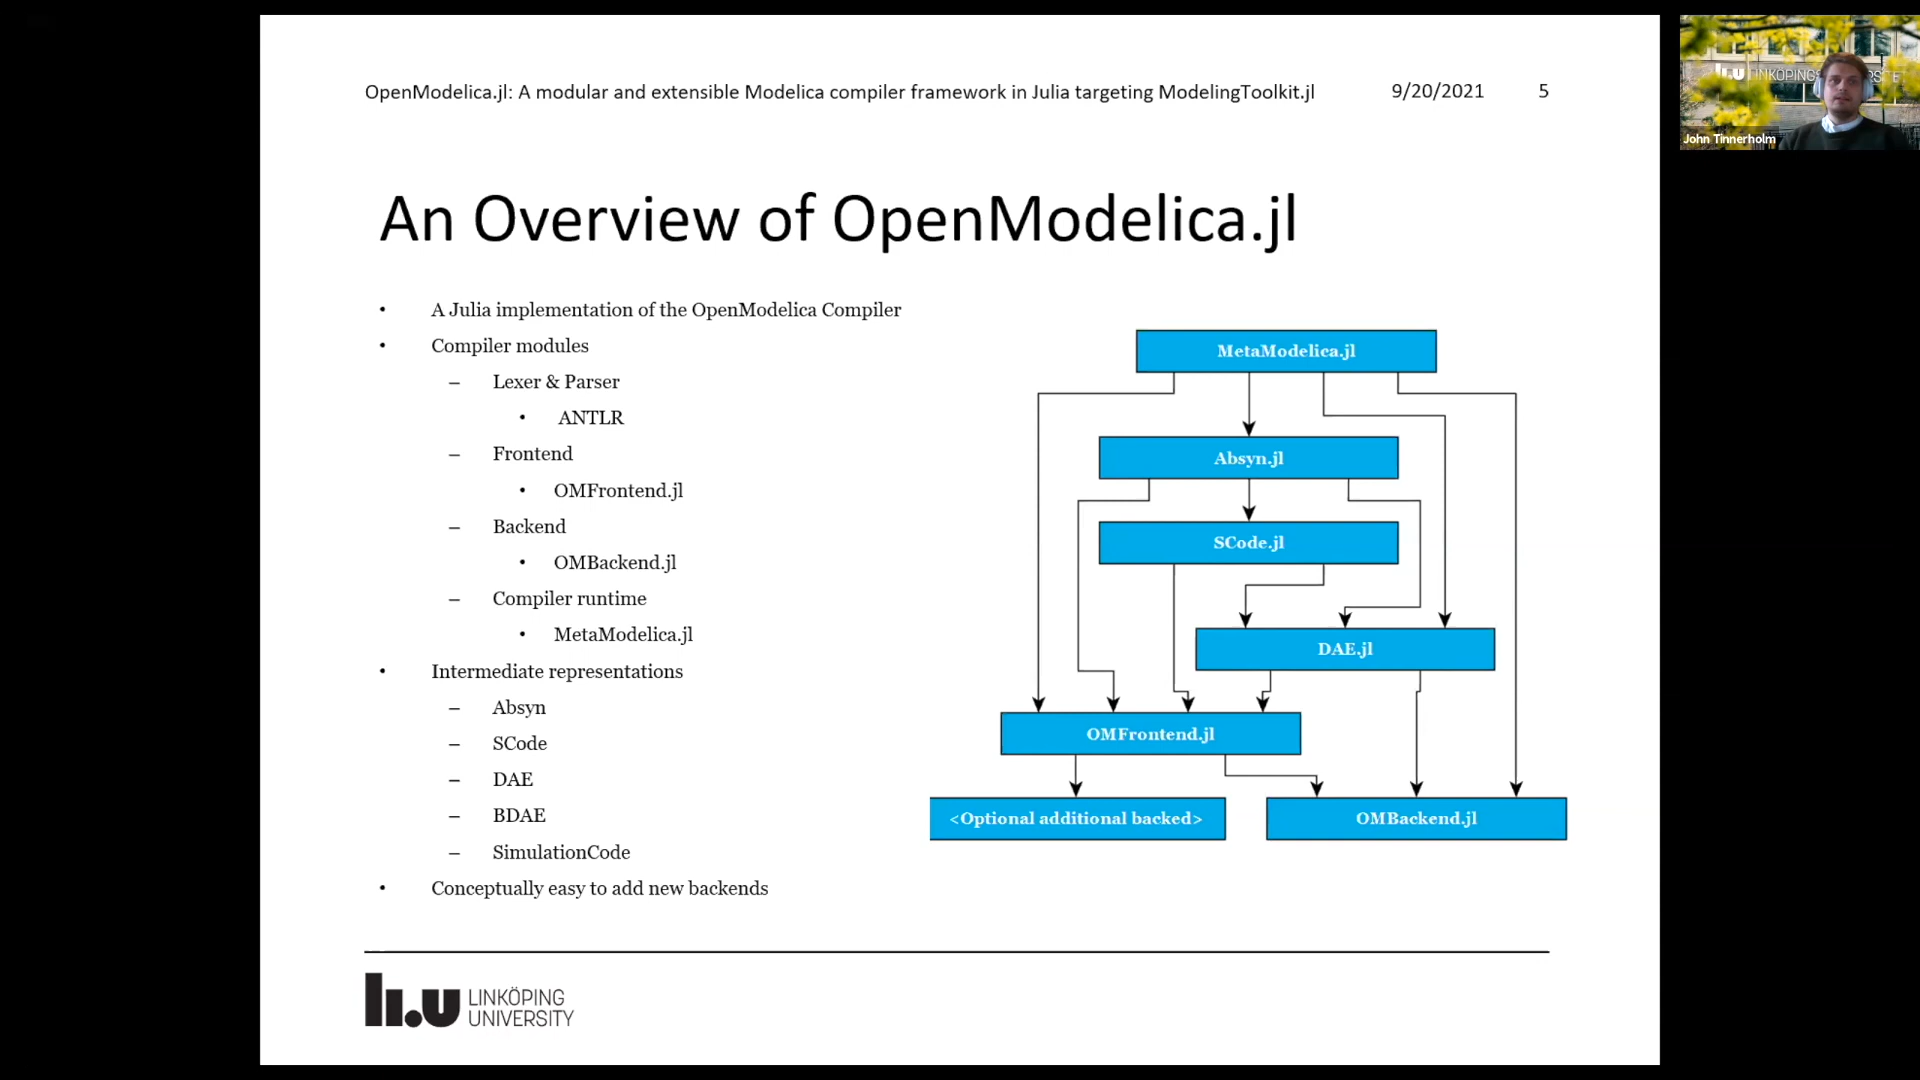 OpenModelica.jl: A modular and extensible Modelica compiler framework in Julia targeting ModelingToolkit.jl 9/20/2021 5
An Overview of OpenModelica.jl
• A Julia implementation of the OpenModelica Compiler
• Compiler modules
– Lexer & Parser
• ANTLR
– Frontend
• OMFrontend.jl
– Backend
• OMBackend.jl
– Compiler runtime
• MetaModelica.jl
• Intermediate representations
– Absyn
– SCode
– DAE
– BDAE
– SimulationCode
• Conceptually easy to add new backends
MetaModelica.jl
Absyn.jl
SCode.jl
DAE.jl
OMFrontend.jl
<Optional additional backed>
OMBackend.jl
li.u LINKÖPING
UNIVERSITY
John Tinnerholm